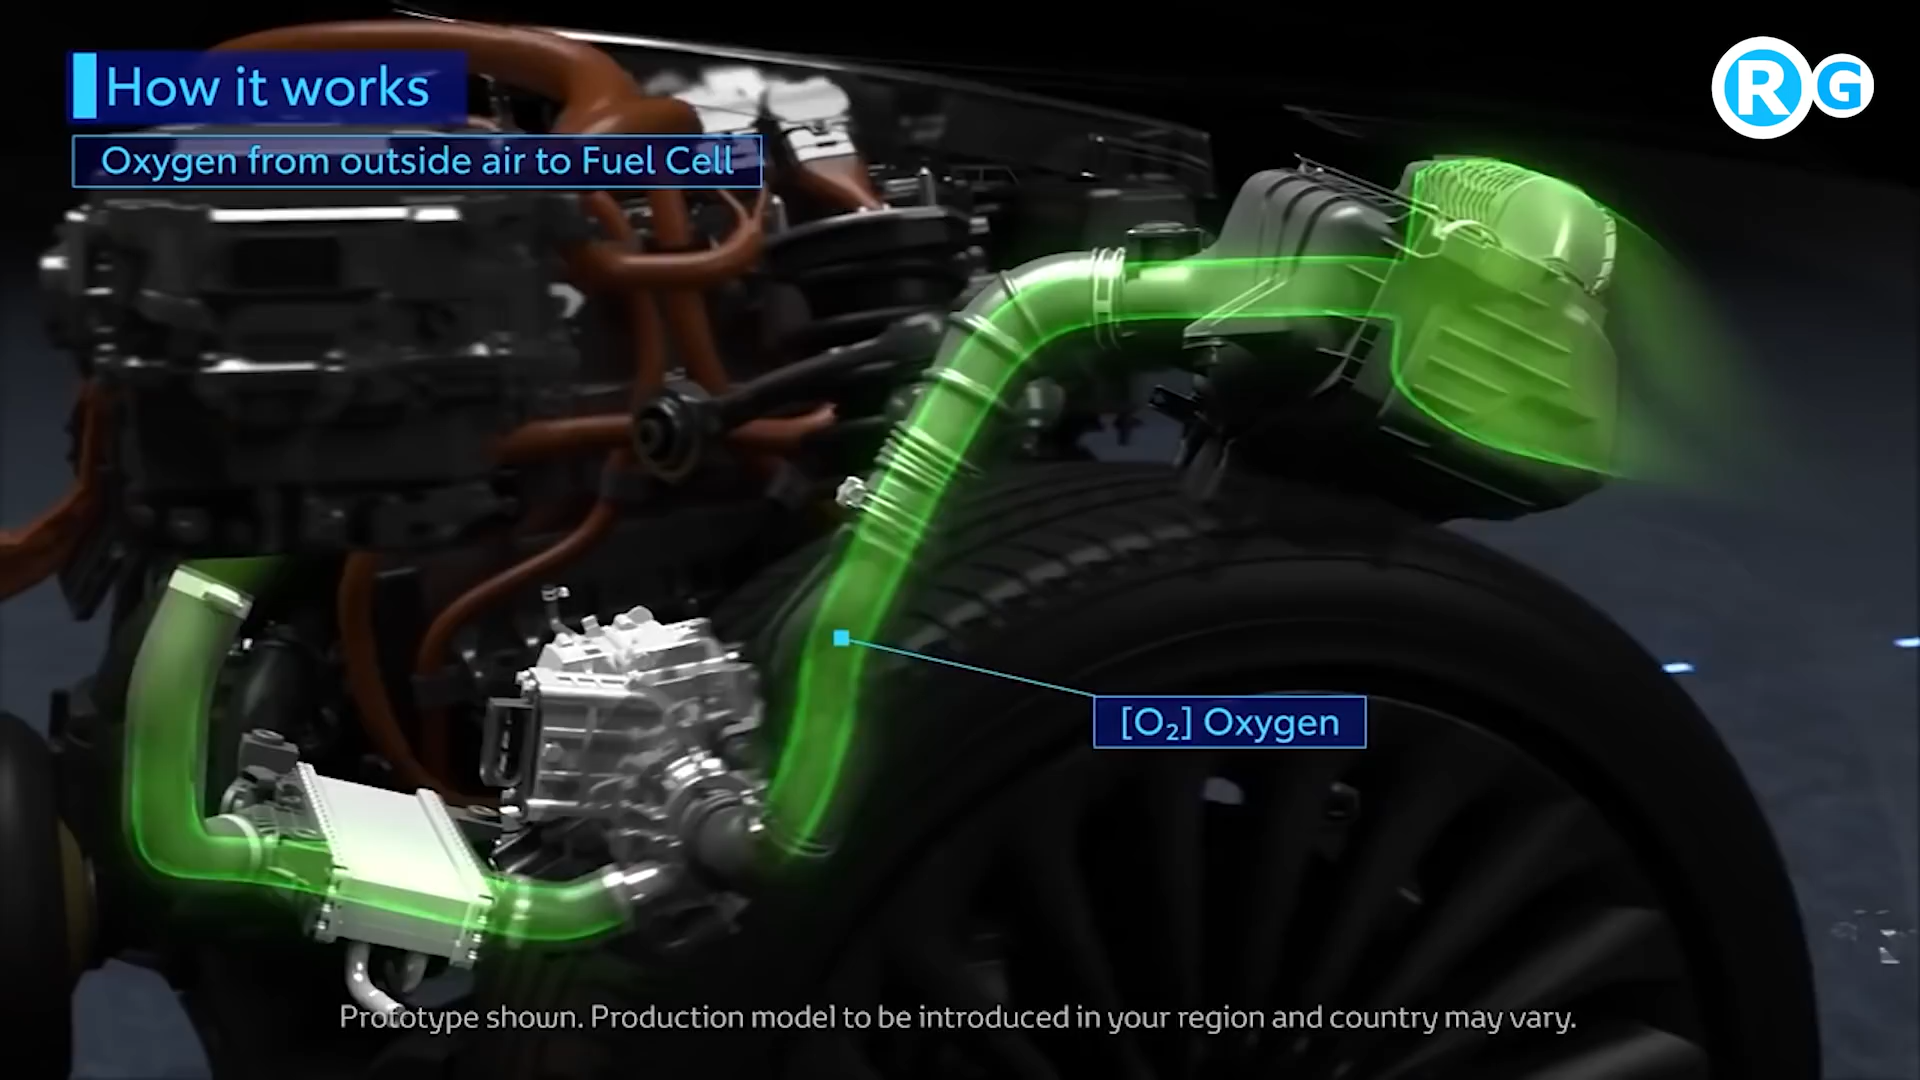 How it works
RG
Oxygen from outside air to Fuel Cell
[O₂] Oxygen
Prototype shown. Production model to be introduced in your region and country may vary.